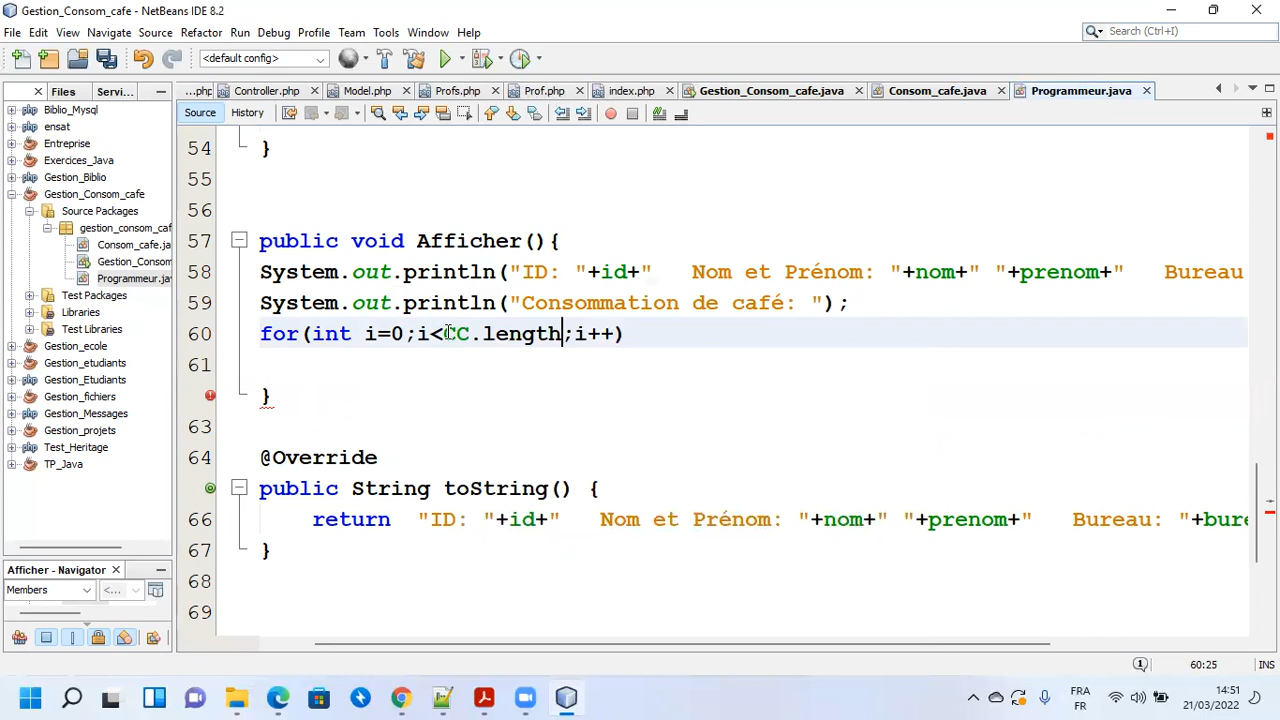 Gestion_Consom_cafe - NetBeans IDE 8.2
File Edit View Navigate Source Refactor Run Debug Profile Team Tools Window Help
Search (Ctrl+I)
<default config>
Files Servi...
...php Controller.php Model.php Profs.php Prof.php index.php Gestion_Consom_cafe.java Consom_cafe.java Programmeur.java
Source History
Biblio_Mysql
ensat
Entreprise
Exercices_Java
Gestion_Biblio
Gestion_Consom_cafe
Source Packages
gestion_consom_caf
Consom_cafe.ja
Gestion_Consom
Programmeur.jav
Test Packages
Libraries
Test Libraries
Gestion_ecole
Gestion_etudiants
Gestion_Etudiants
Gestion_fichiers
Gestion_Messages
Gestion_projets
Test_Heritage
TP_Java
54 }
55
56
57 public void Afficher(){
58 System.out.println("ID: "+id+"   Nom et Prénom: "+nom+" "+prenom+"   Bureau
59 System.out.println("Consommation de café: ");
60 for(int i=0;i<CC.length;i++)
61
}
63
64 @Override
public String toString() {
66 return  "ID: "+id+"   Nom et Prénom: "+nom+" "+prenom+"   Bureau: "+bure
67 }
68
69
Afficher - Navigator
Members <...
1 60:25 INS
FRA
FR
14:51
21/03/2022